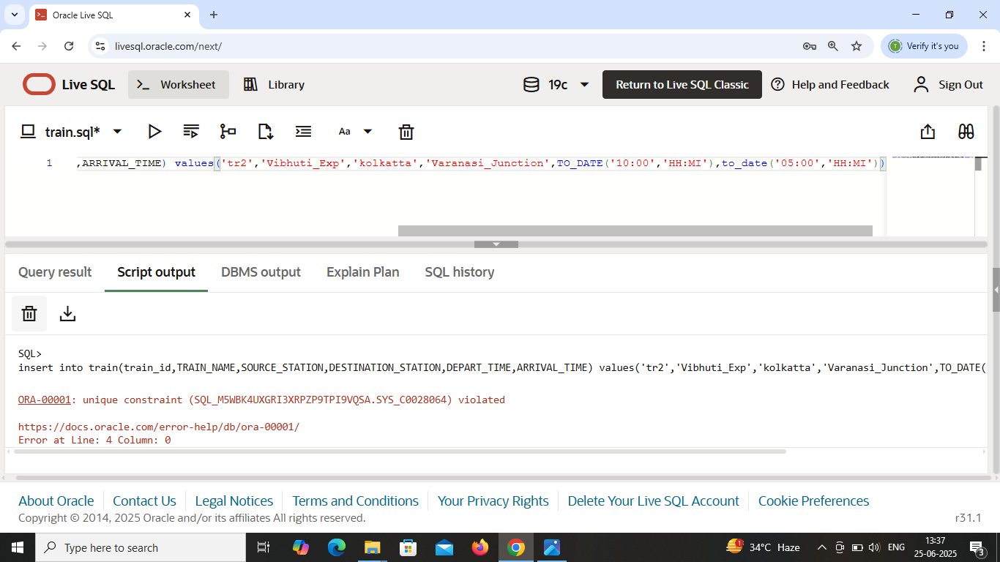 Oracle Live SQL
livesql.oracle.com/next/
T Verify it's you
Live SQL Worksheet Library 19c Return to Live SQL Classic Help and Feedback Sign Out
train.sql* Aa
1 ,ARRIVAL_TIME) values('tr2','Vibhuti_Exp','kolkatta','Varanasi_Junction',TO_DATE('10:00','HH:MI'),to_date('05:00','HH:MI'))
Query result Script output DBMS output Explain Plan SQL history
SQL>
insert into train(train_id,TRAIN_NAME,SOURCE_STATION,DESTINATION_STATION,DEPART_TIME,ARRIVAL_TIME) values('tr2','Vibhuti_Exp','kolkatta','Varanasi_Junction',TO_DATE(
ORA-00001: unique constraint (SQL_M5WBK4UXGRI3XRPZP9TPI9VQSA.SYS_C0028064) violated
https://docs.oracle.com/error-help/db/ora-00001/
Error at Line: 4 Column: 0
About Oracle Contact Us Legal Notices Terms and Conditions Your Privacy Rights Delete Your Live SQL Account Cookie Preferences
Copyright © 2014, 2025 Oracle and/or its affiliates All rights reserved. r31.1
Type here to search 1 34°C Haze ENG 13:37
25-06-2025 3